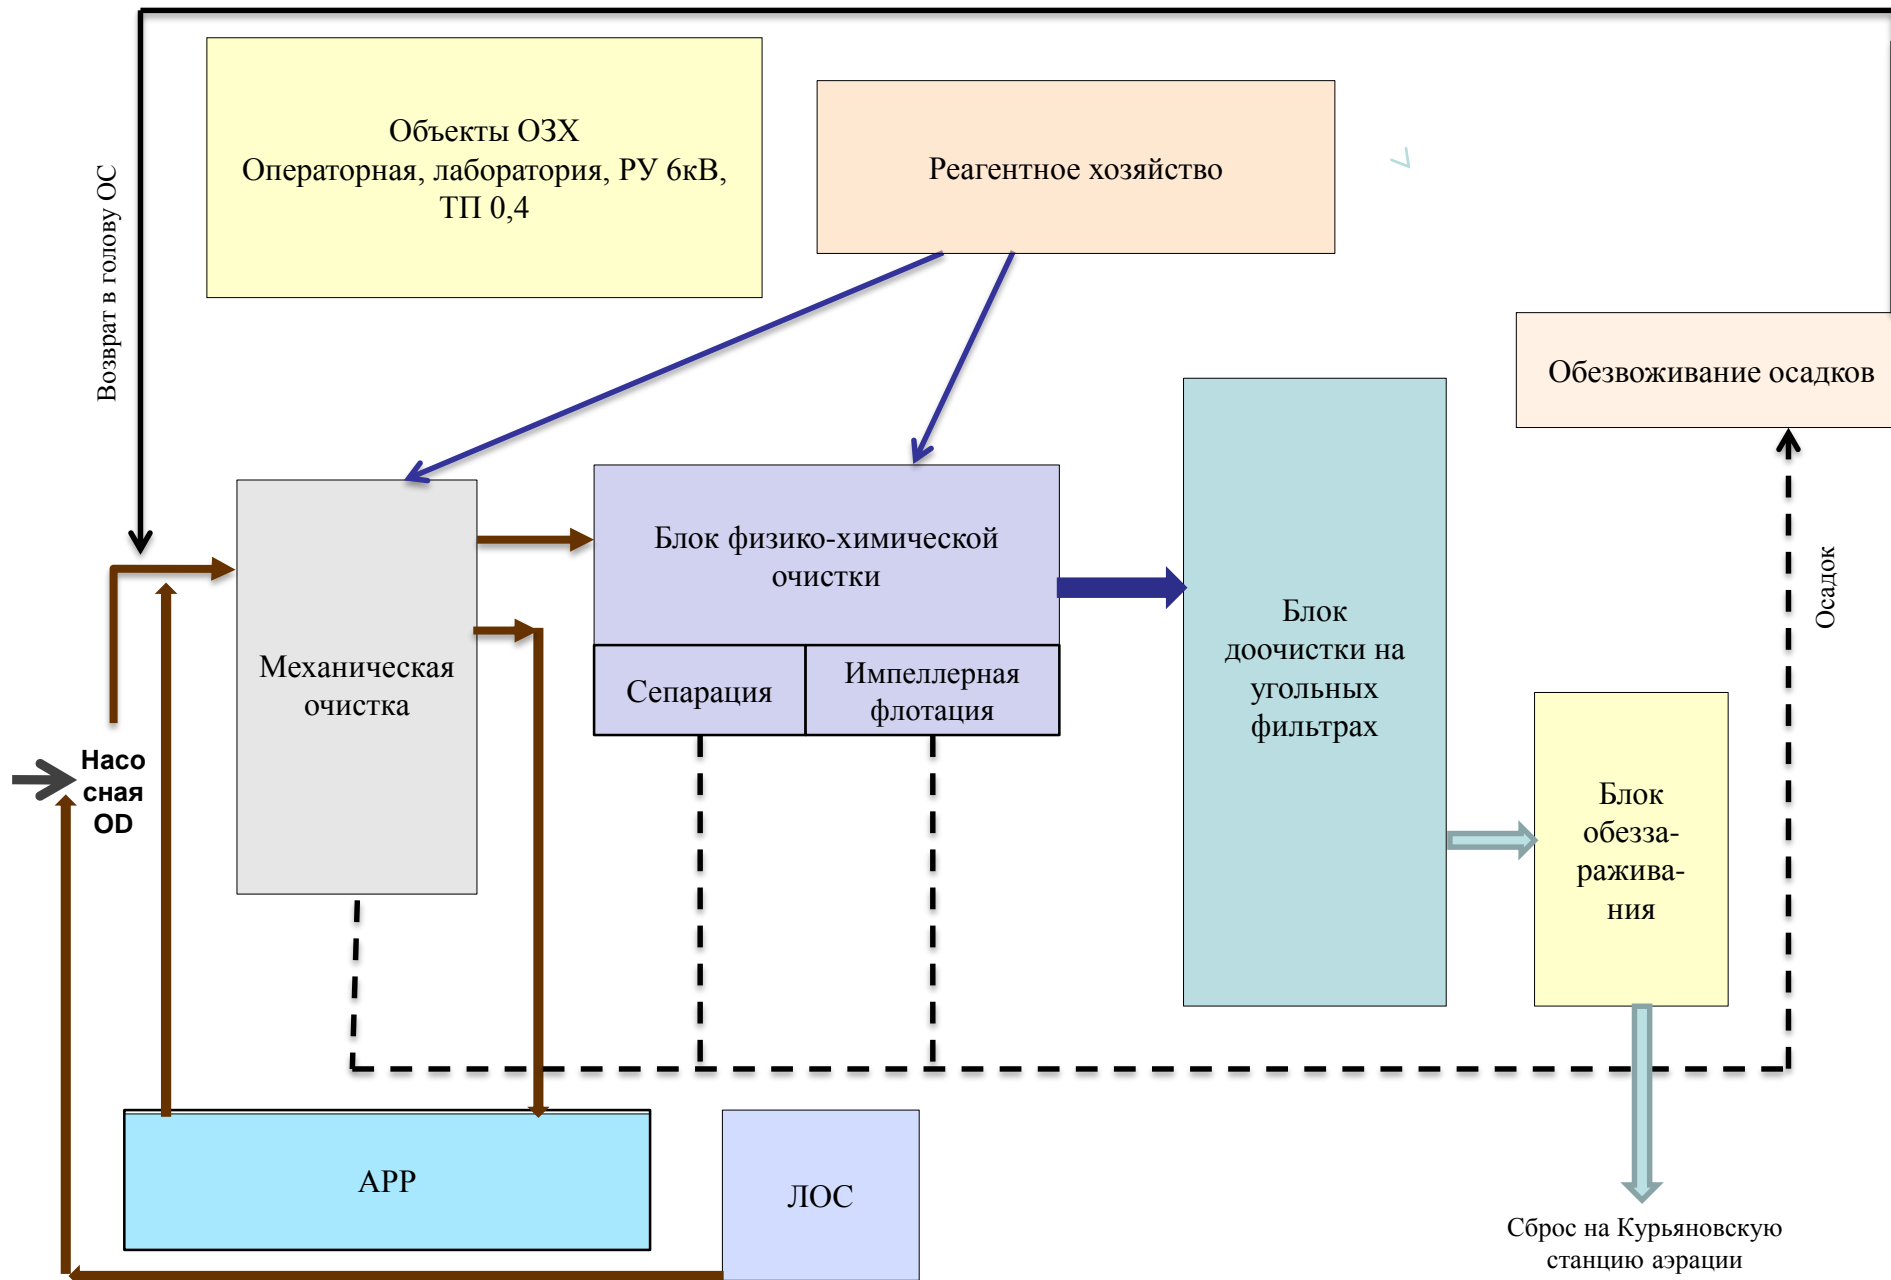 Возврат в голову ОС
Объекты ОЗХ
Операторная, лаборатория, РУ 6кВ,
ТП 0,4
Реагентное хозяйство
Обезвоживание осадков
Механическая
очистка
Блок физико-химической
очистки
Сепарация
Импеллерная
флотация
Блок
доочистки на
угольных
фильтрах
Осадок
Насо
сная
OD
Блок
обезза-
ражива-
ния
АРР
ЛОС
Сброс на Курьяновскую
станцию аэрации